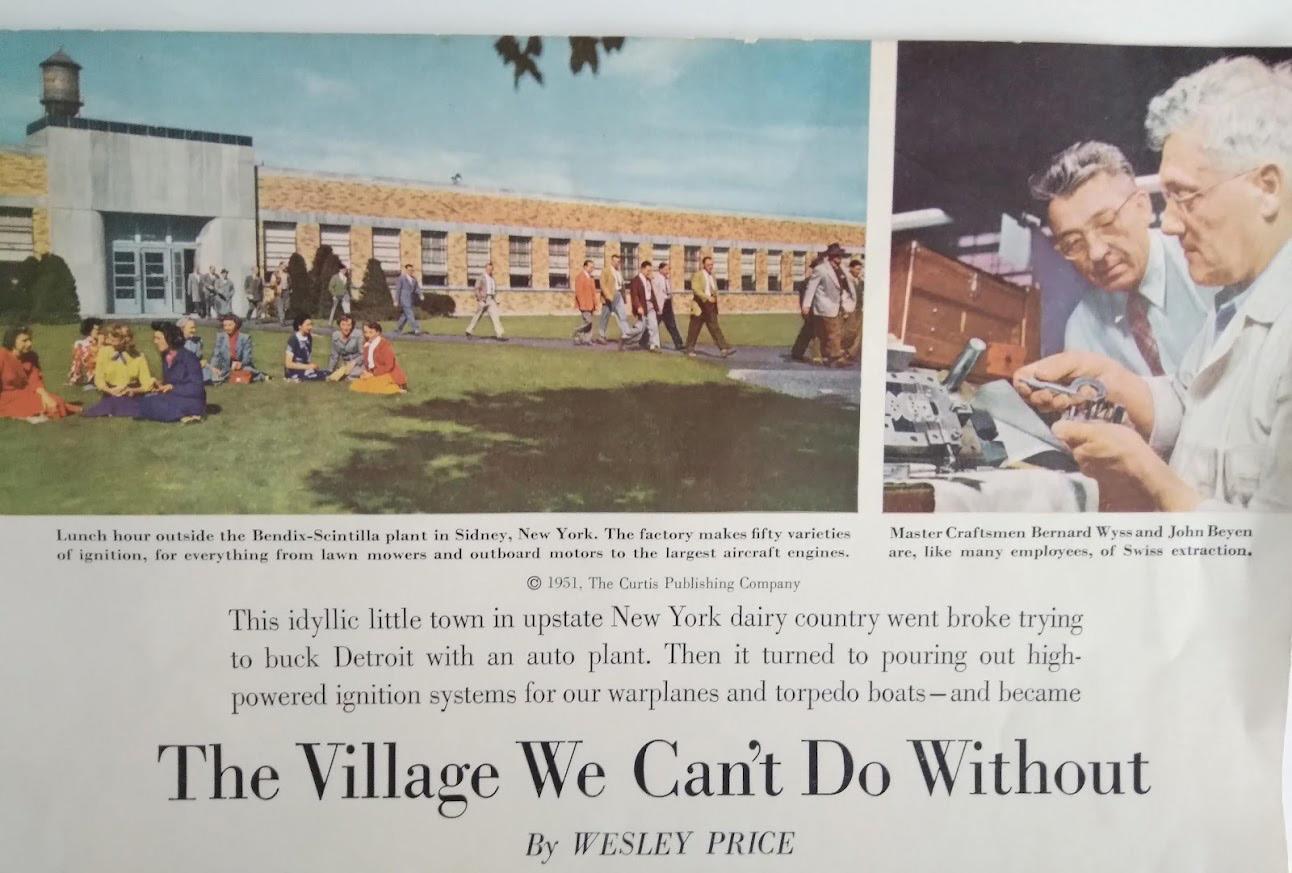 Lunch hour outside the Bendix-Scintilla plant in Sidney, New York. The factory makes fifty varieties
of ignition, for everything from lawn mowers and outboard motors to the largest aircraft engines.
Master Craftsmen Bernard Wyss and John Beyen
are, like many employees, of Swiss extraction.
© 1951, The Curtis Publishing Company
This idyllic little town in upstate New York dairy country went broke trying
to buck Detroit with an auto plant. Then it turned to pouring out high-
powered ignition systems for our warplanes and torpedo boats—and became
The Village We Can't Do Without
By WESLEY PRICE